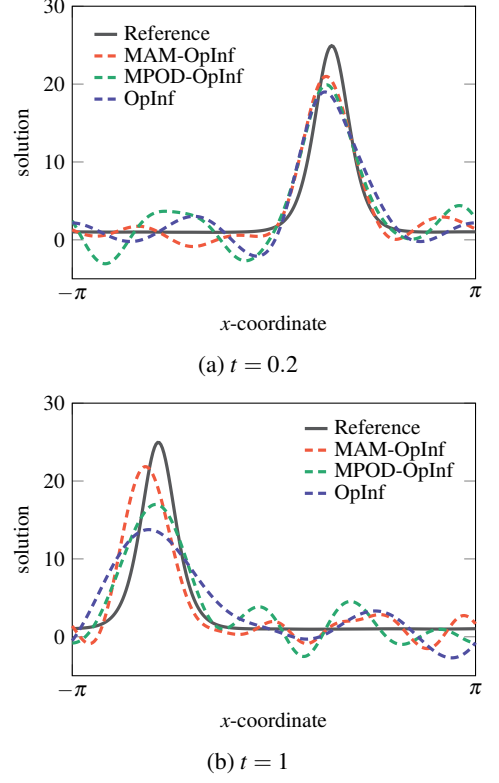 30
20
10
0
solution
Reference
MAM-OpInf
MPOD-OpInf
OpInf
−π
π
x-coordinate
(a) t = 0.2
30
20
10
0
solution
Reference
MAM-OpInf
MPOD-OpInf
OpInf
−π
π
x-coordinate
(b) t = 1